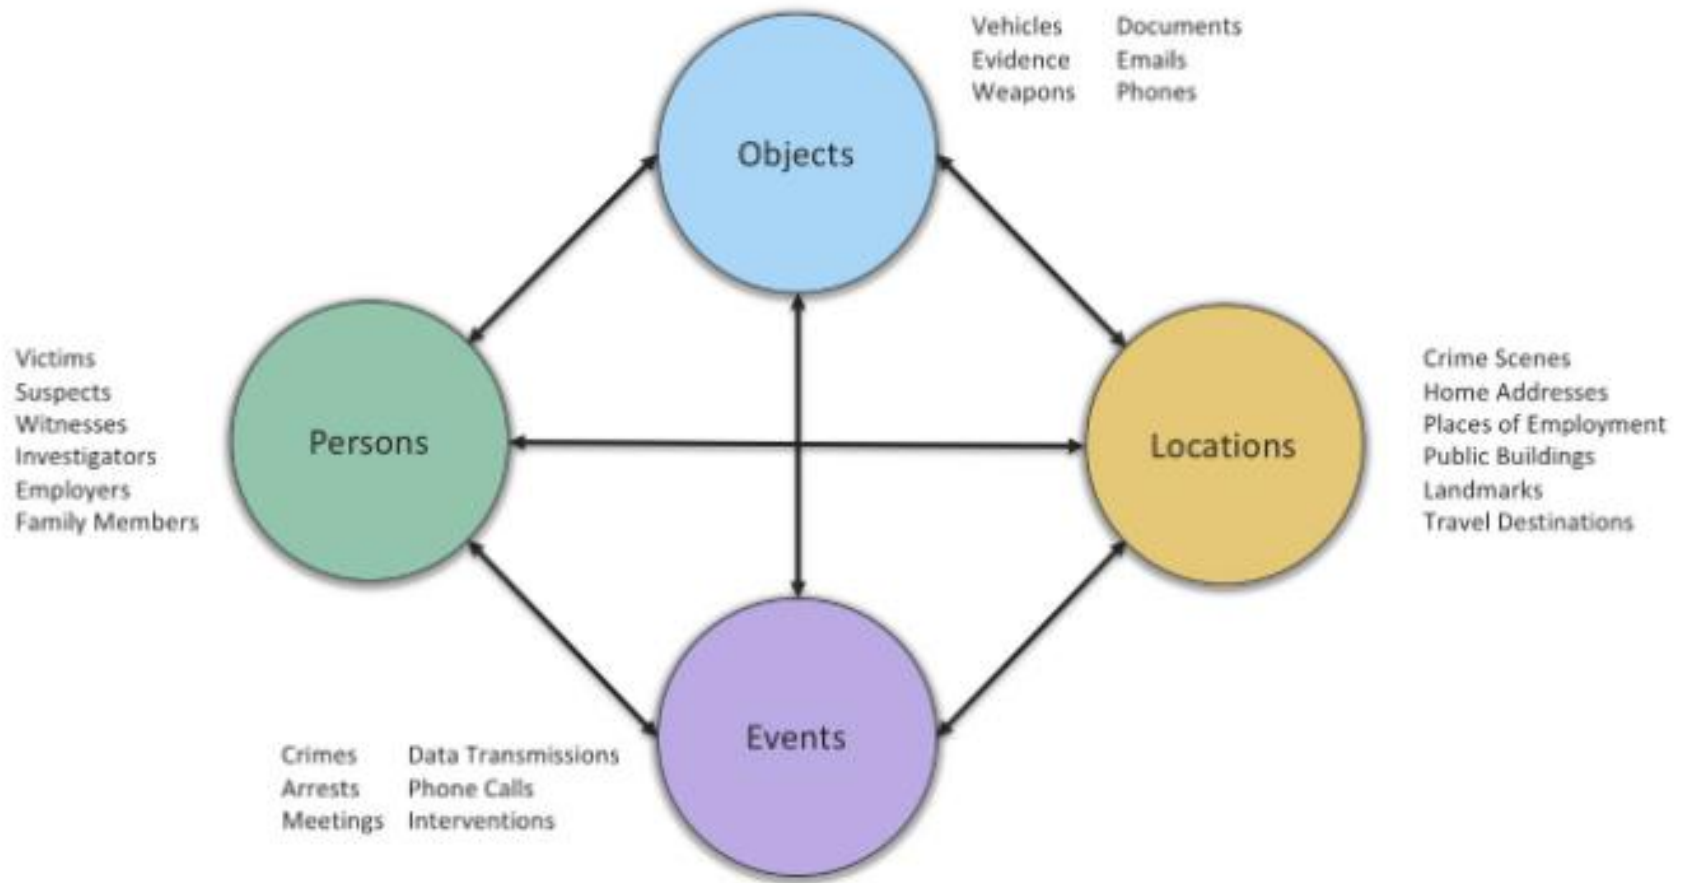 Vehicles Documents
Evidence Emails
Weapons Phones
Objects
Victims
Suspects
Witnesses
Investigators
Employers
Family Members
Persons
Locations
Crime Scenes
Home Addresses
Places of Employment
Public Buildings
Landmarks
Travel Destinations
Events
Crimes Data Transmissions
Arrests Phone Calls
Meetings Interventions